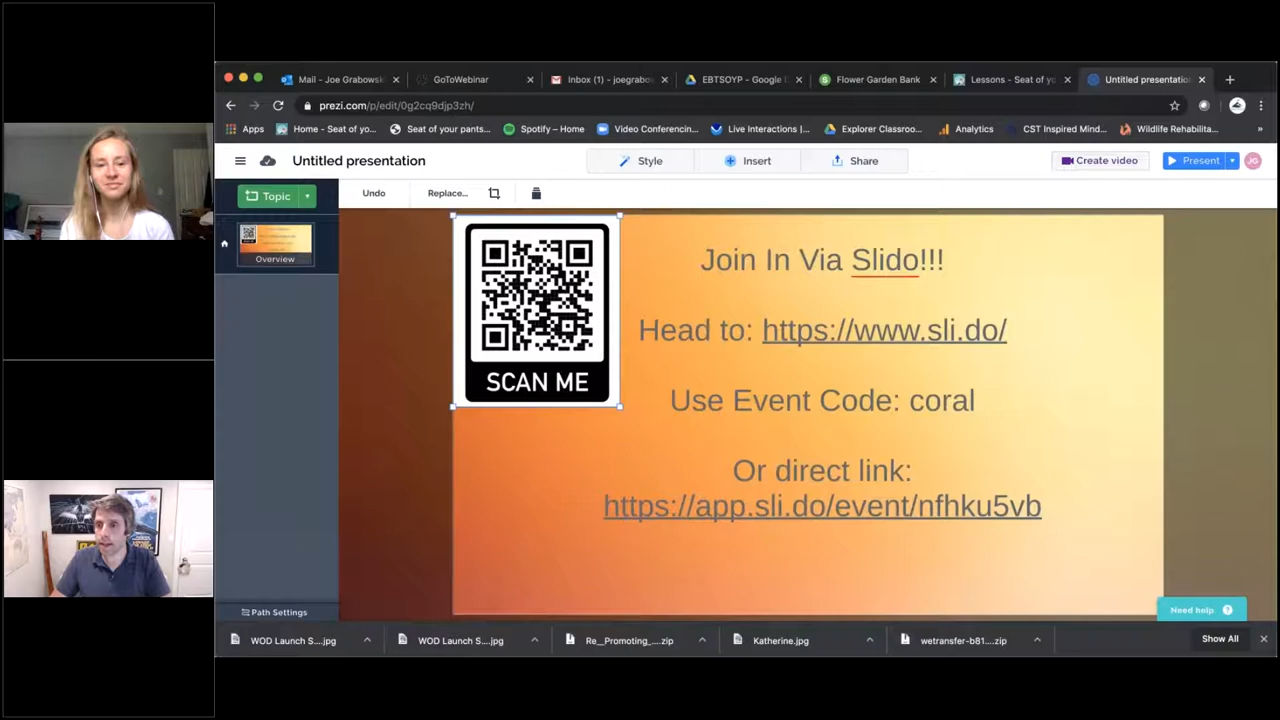 Mail - Joe Grabowsk
GoToWebinar
Inbox (1) - joegrabow
EBTSOYP - Google D
Flower Garden Bank
Lessons - Seat of yo
Untitled presentatio
prezi.com/p/edit/0g2cq9djp3zh/
Apps
Home - Seat of yo...
Seat of your pants...
Spotify – Home
Video Conferencin...
Live Interactions |...
Explorer Classroo...
Analytics
CST Inspired Mind...
Wildlife Rehabilita...
»
Untitled presentation
Style
Insert
Share
Create video
Present
JG
Topic
Undo
Replace...
Overview
SCAN ME
Join In Via Slido!!!
Head to: https://www.sli.do/
Use Event Code: coral
Or direct link:
https://app.sli.do/event/nfhku5vb
Path Settings
Need help ?
WOD Launch S....jpg
WOD Launch S....jpg
Re__Promoting_....zip
Katherine.jpg
wetransfer-b81....zip
Show All